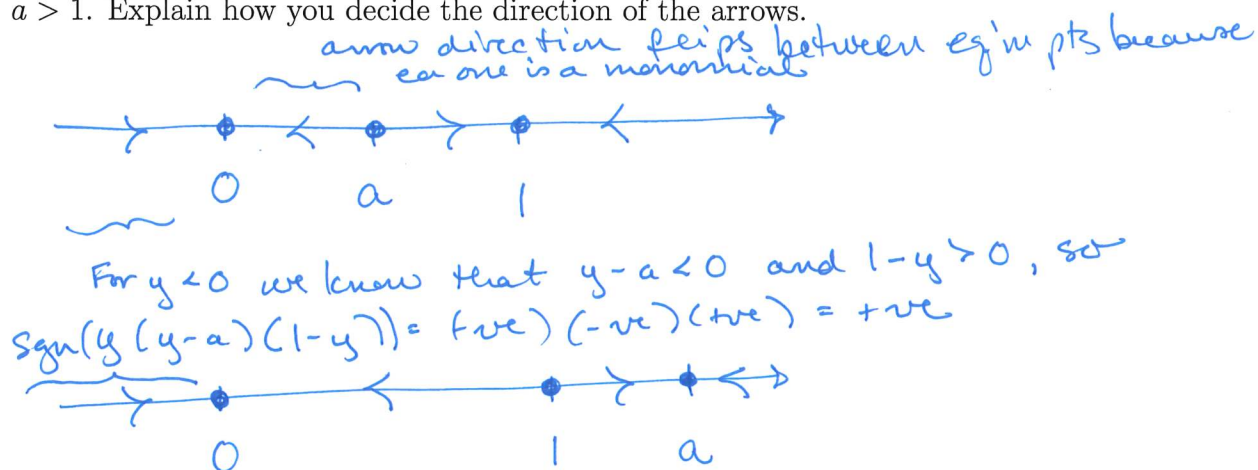 a > 1. Explain how you decide the direction of the arrows.
arrow direction flips between eq'm pts because
ea one is a monomial
0 a 1
For y<0 we know that y-a<0 and 1-y>0, so
sgn(y(y-a)(1-y))= (-ve)(-ve)(+ve) = +ve
0 1 a